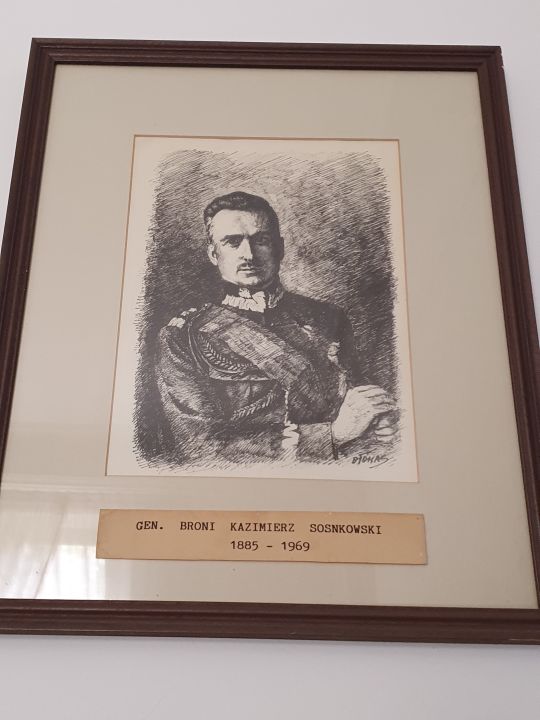 GEN. BRONI KAZIMIERZ SOSNKOWSKI
1885 - 1969